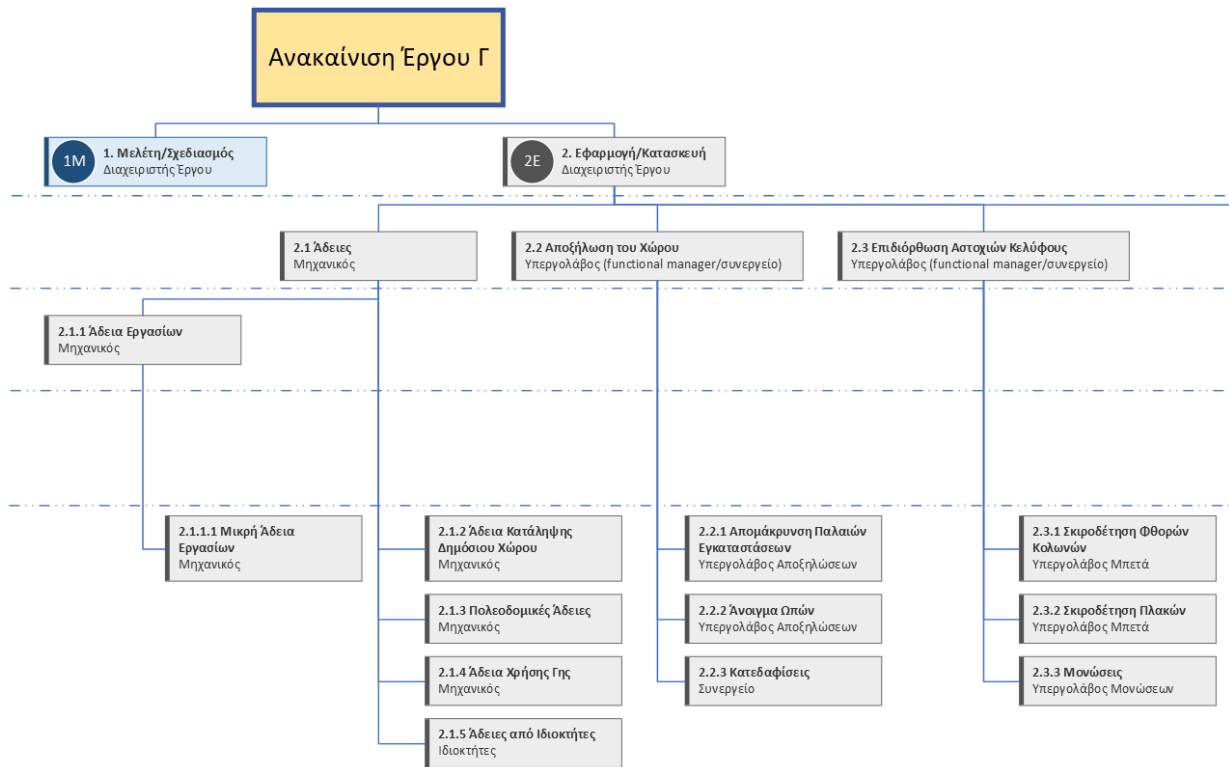 Ανακαίνιση Έργου Γ
1Μ
1. Μελέτη/Σχεδιασμός
Διαχειριστής Έργου
2Ε
2. Εφαρμογή/Κατασκευή
Διαχειριστής Έργου
2.1 Άδειες
Μηχανικός
2.2 Αποξήλωση του Χώρου
Υπεργολάβος (functional manager/συνεργείο)
2.3 Επιδιόρθωση Αστοχιών Κελύφους
Υπεργολάβος (functional manager/συνεργείο)
2.1.1 Άδεια Εργασίων
Μηχανικός
2.1.1.1 Μικρή Άδεια
Εργασίων
Μηχανικός
2.1.2 Άδεια Κατάληψης
Δημόσιου Χώρου
Μηχανικός
2.2.1 Απομάκρυνση Παλαιών
Εγκαταστάσεων
Υπεργολάβος Αποξηλώσεων
2.3.1 Σκιροδέτηση Φθορών
Κολωνών
Υπεργολάβος Μπετά
2.1.3 Πολεοδομικές Άδειες
Μηχανικός
2.2.2 Άνοιγμα Ωπών
Υπεργολάβος Αποξηλώσεων
2.3.2 Σκιροδέτηση Πλακών
Υπεργολάβος Μπετά
2.1.4 Άδεια Χρήσης Γης
Μηχανικός
2.2.3 Κατεδαφίσεις
Συνεργείο
2.3.3 Μονώσεις
Υπεργολάβος Μονώσεων
2.1.5 Άδειες από Ιδιοκτήτες
Ιδιοκτήτες